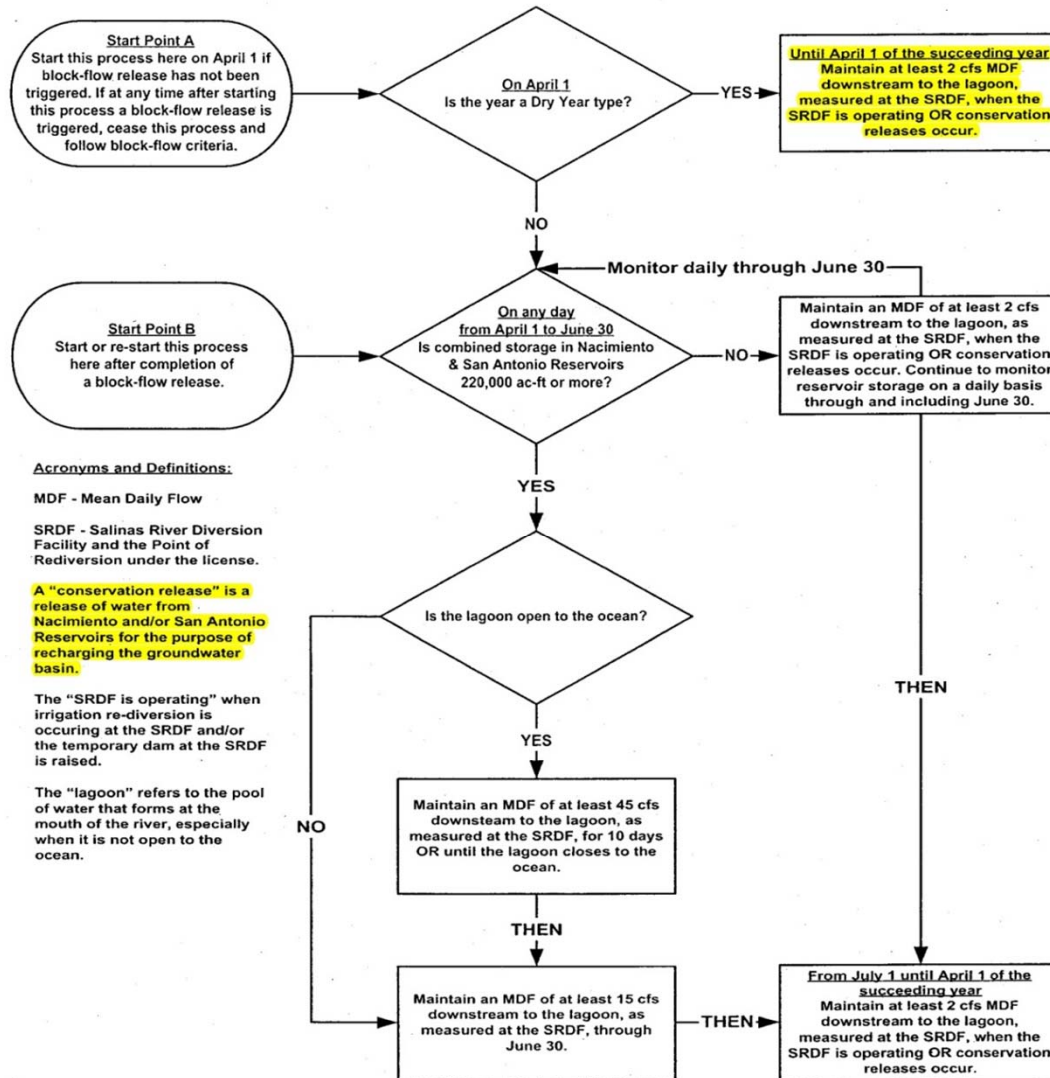 Start Point A
Start this process here on April 1 if
block-flow release has not been
triggered. If at any time after starting
this process a block-flow release is
triggered, cease this process and
follow block-flow criteria.
On April 1
Is the year a Dry Year type?
YES
Until April 1 of the succeeding year
Maintain at least 2 cfs MDF
downstream to the lagoon,
measured at the SRDF, when the
SRDF is operating OR conservation
releases occur.
NO
Monitor daily through June 30
Start Point B
Start or re-start this process
here after completion of
a block-flow release.
On any day
from April 1 to June 30
Is combined storage in Nacimiento
& San Antonio Reservoirs
220,000 ac-ft or more?
NO
Maintain an MDF of at least 2 cfs
downstream to the lagoon, as
measured at the SRDF, when the
SRDF is operating OR conservation
releases occur. Continue to monitor
reservoir storage on a daily basis
through and including June 30.
YES
Acronyms and Definitions:
MDF - Mean Daily Flow
SRDF - Salinas River Diversion
Facility and the Point of
Rediversion under the license.
A "conservation release" is a
release of water from
Nacimiento and/or San Antonio
Reservoirs for the purpose of
recharging the groundwater
basin.
The "SRDF is operating" when
irrigation re-diversion is
occuring at the SRDF and/or
the temporary dam at the SRDF
is raised.
The "lagoon" refers to the pool
of water that forms at the
mouth of the river, especially
when it is not open to the
ocean.
Is the lagoon open to the ocean?
THEN
YES
NO
Maintain an MDF of at least 45 cfs
downsteam to the lagoon, as
measured at the SRDF, for 10 days
OR until the lagoon closes to the
ocean.
THEN
Maintain an MDF of at least 15 cfs
downstream to the lagoon, as
measured at the SRDF, through
June 30.
THEN
From July 1 until April 1 of the
succeeding year
Maintain at least 2 cfs MDF
downstream to the lagoon,
measured at the SRDF, when the
SRDF is operating OR conservation
releases occur.